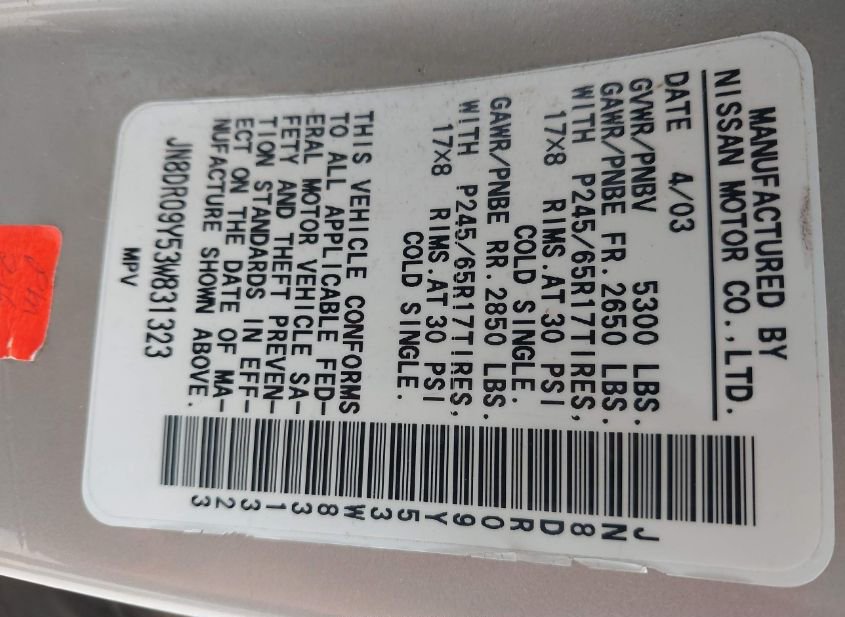 MANUFACTURED BY
NISSAN MOTOR CO.,LTD.
DATE 4/03
GVWR/PNBV 5300 LBS.
GAWR/PNBE FR. 2650 LBS.
WITH P245/65R17TIRES,
17X8 RIMS.AT 30 PSI
COLD SINGLE.
GAWR/PNBE RR. 2850 LBS.
WITH P245/65R17TIRES,
17X8 RIMS.AT 30 PSI
COLD SINGLE.
THIS VEHICLE CONFORMS
TO ALL APPLICABLE FED-
ERAL MOTOR VEHICLE SA-
FETY AND THEFT PREVEN-
TION STANDARDS IN EFF-
ECT ON THE DATE OF MA-
NUFACTURE SHOWN ABOVE.
JN8DR09Y53W831323
MPV
JN8DR09Y53W831323